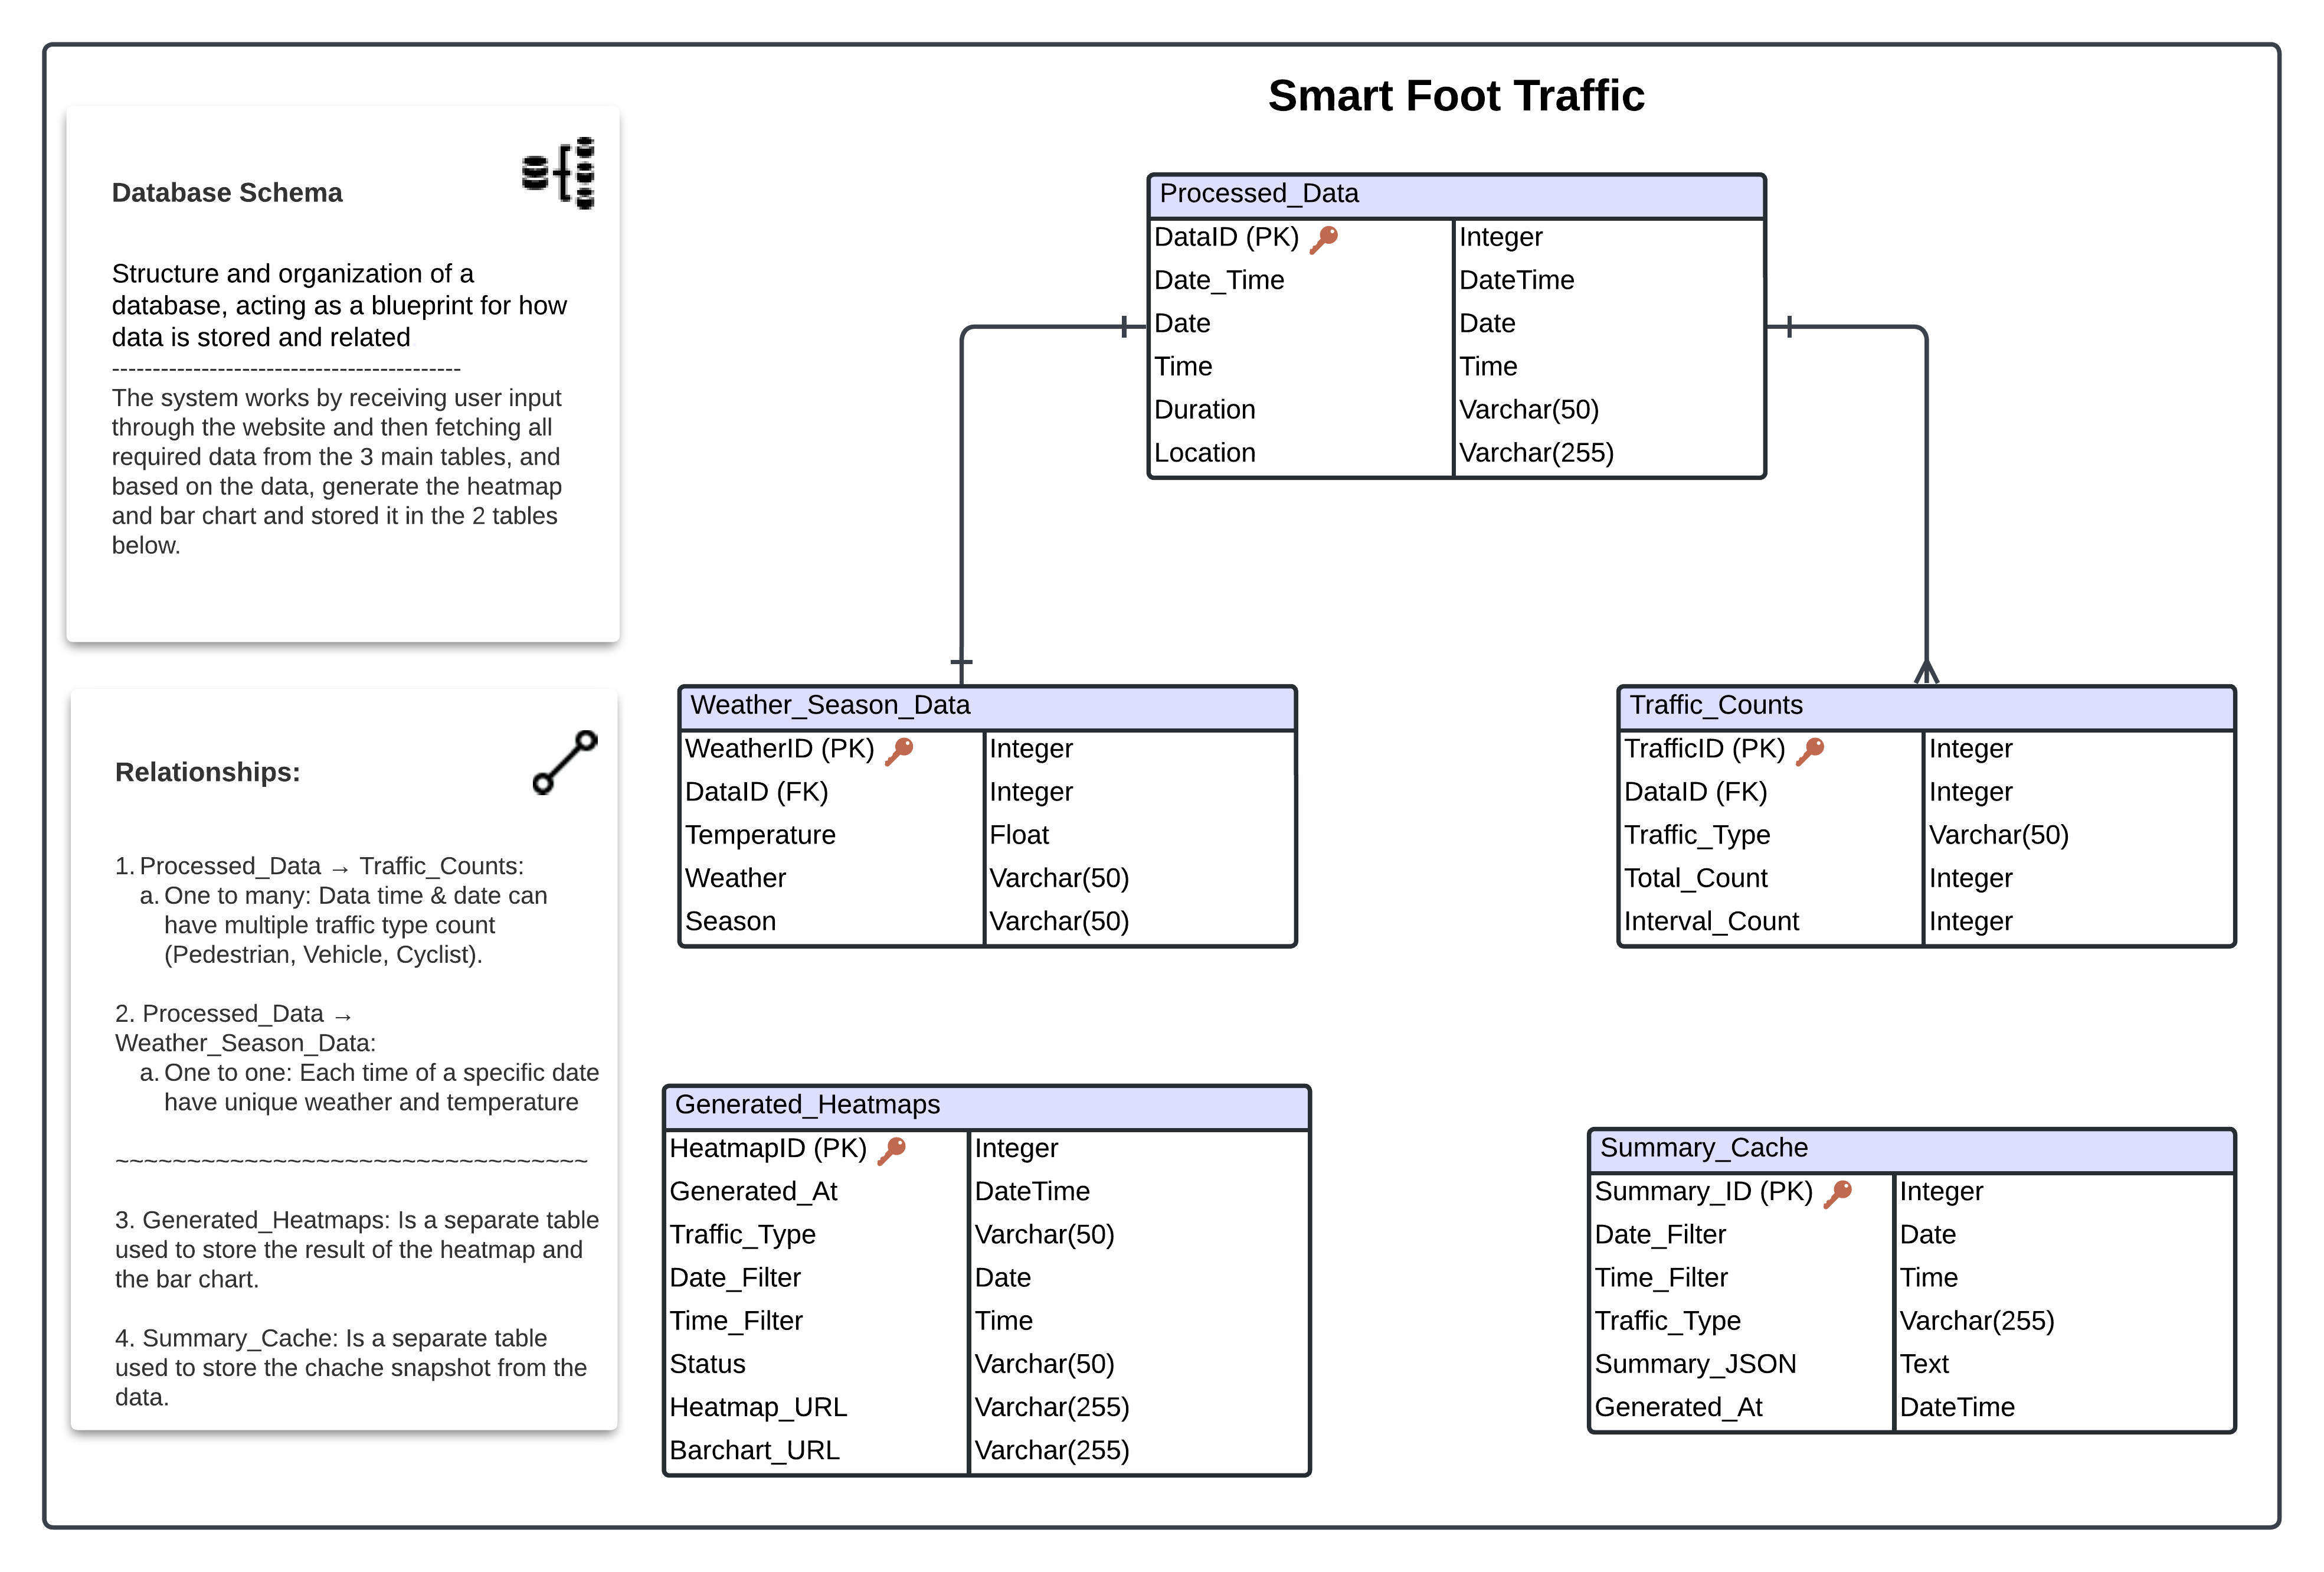 Smart Foot Traffic
Database Schema
Structure and organization of a
database, acting as a blueprint for how
data is stored and related
-------------------------------------------
The system works by receiving user input
through the website and then fetching all
required data from the 3 main tables, and
based on the data, generate the heatmap
and bar chart and stored it in the 2 tables
below.
Relationships:
1. Processed_Data → Traffic_Counts:
a. One to many: Data time & date can
have multiple traffic type count
(Pedestrian, Vehicle, Cyclist).
2. Processed_Data →
Weather_Season_Data:
a. One to one: Each time of a specific date
have unique weather and temperature
~~~~~~~~~~~~~~~~~~~~~~~~~~~~~~~~~
3. Generated_Heatmaps: Is a separate table
used to store the result of the heatmap and
the bar chart.
4. Summary_Cache: Is a separate table
used to store the chache snapshot from the
data.
Processed_Data
DataID (PK) Integer
Date_Time DateTime
Date Date
Time Time
Duration Varchar(50)
Location Varchar(255)
Weather_Season_Data
WeatherID (PK) Integer
DataID (FK) Integer
Temperature Float
Weather Varchar(50)
Season Varchar(50)
Traffic_Counts
TrafficID (PK) Integer
DataID (FK) Integer
Traffic_Type Varchar(50)
Total_Count Integer
Interval_Count Integer
Generated_Heatmaps
HeatmapID (PK) Integer
Generated_At DateTime
Traffic_Type Varchar(50)
Date_Filter Date
Time_Filter Time
Status Varchar(50)
Heatmap_URL Varchar(255)
Barchart_URL Varchar(255)
Summary_Cache
Summary_ID (PK) Integer
Date_Filter Date
Time_Filter Time
Traffic_Type Varchar(255)
Summary_JSON Text
Generated_At DateTime